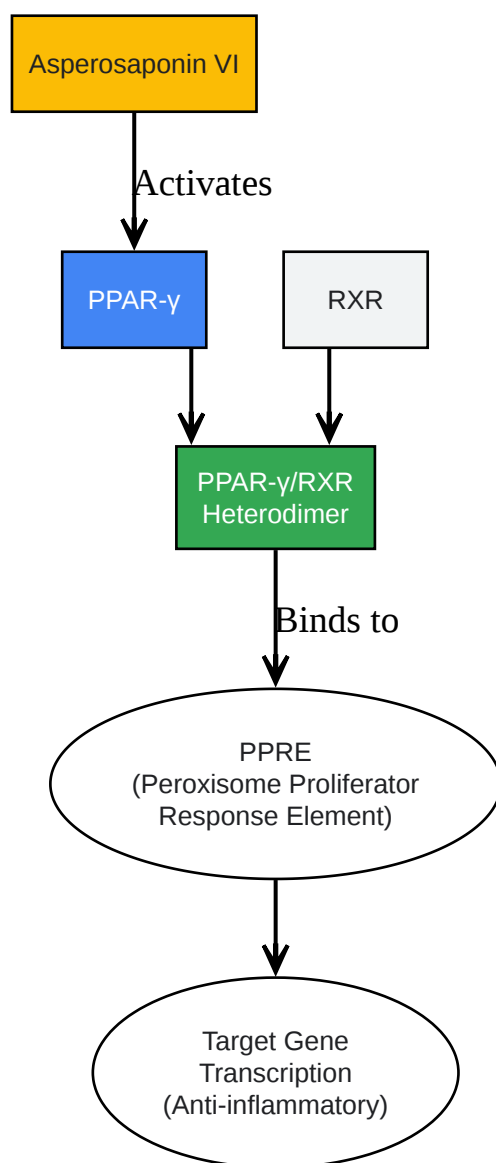 Asperosaponin VI
Activates
PPAR-γ
RXR
PPAR-γ/RXR
Heterodimer
Binds to
PPRE
(Peroxisome Proliferator
Response Element)
Target Gene
Transcription
(Anti-inflammatory)